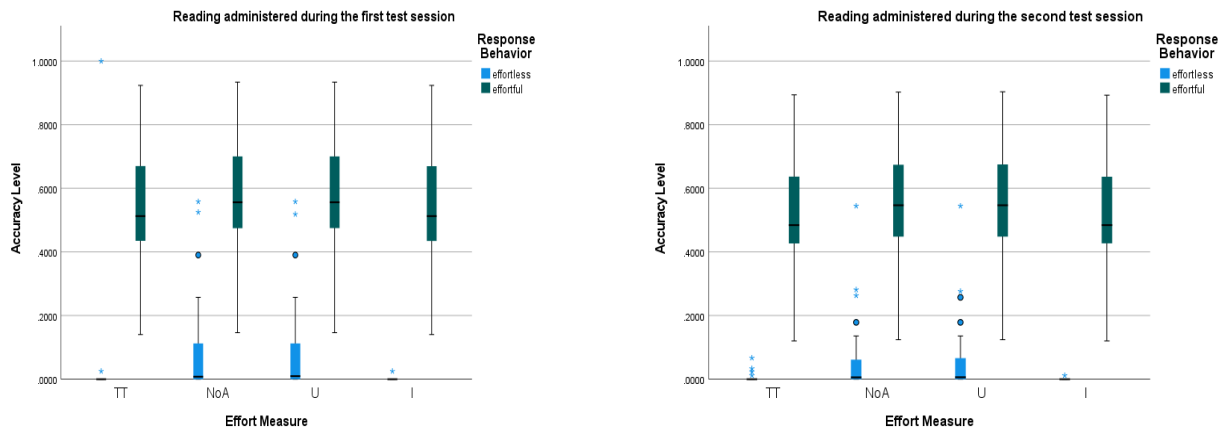 Reading administered during the first test session
Response
Behavior
effortless
effortful
1.0000
.8000
.6000
.4000
.2000
.0000
Accuracy Level
TT NoA U I
Effort Measure
Reading administered during the second test session
Response
Behavior
effortless
effortful
1.0000
.8000
.6000
.4000
.2000
.0000
Accuracy Level
TT NoA U I
Effort Measure